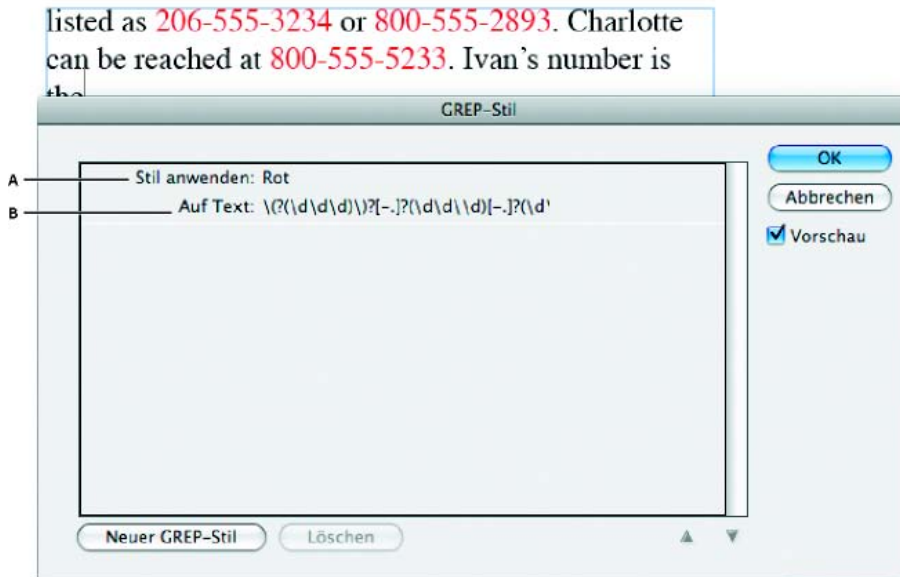 listed as 206-555-3234 or 800-555-2893. Charlotte
can be reached at 800-555-5233. Ivan’s number is
the
GREP-Stil
A
Stil anwenden: Rot
B
Auf Text: \(?(\d\d\d)\)?[-.]?(\d\d\\d)[-.]?(\d'
OK
Abbrechen
Vorschau
Neuer GREP-Stil
Löschen